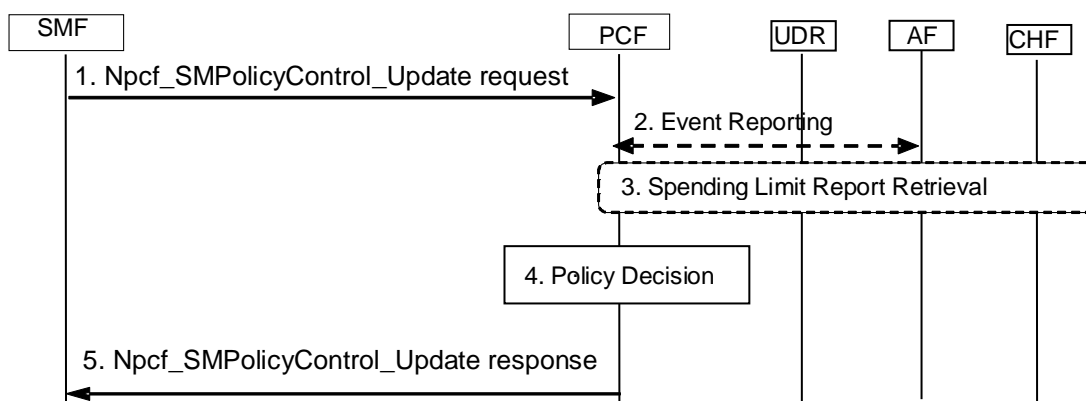 SMF
PCF
UDR
AF
CHF
1. Npcf_SMPolicyControl_Update request
2. Event Reporting
3. Spending Limit Report Retrieval
4. Policy Decision
5. Npcf_SMPolicyControl_Update response